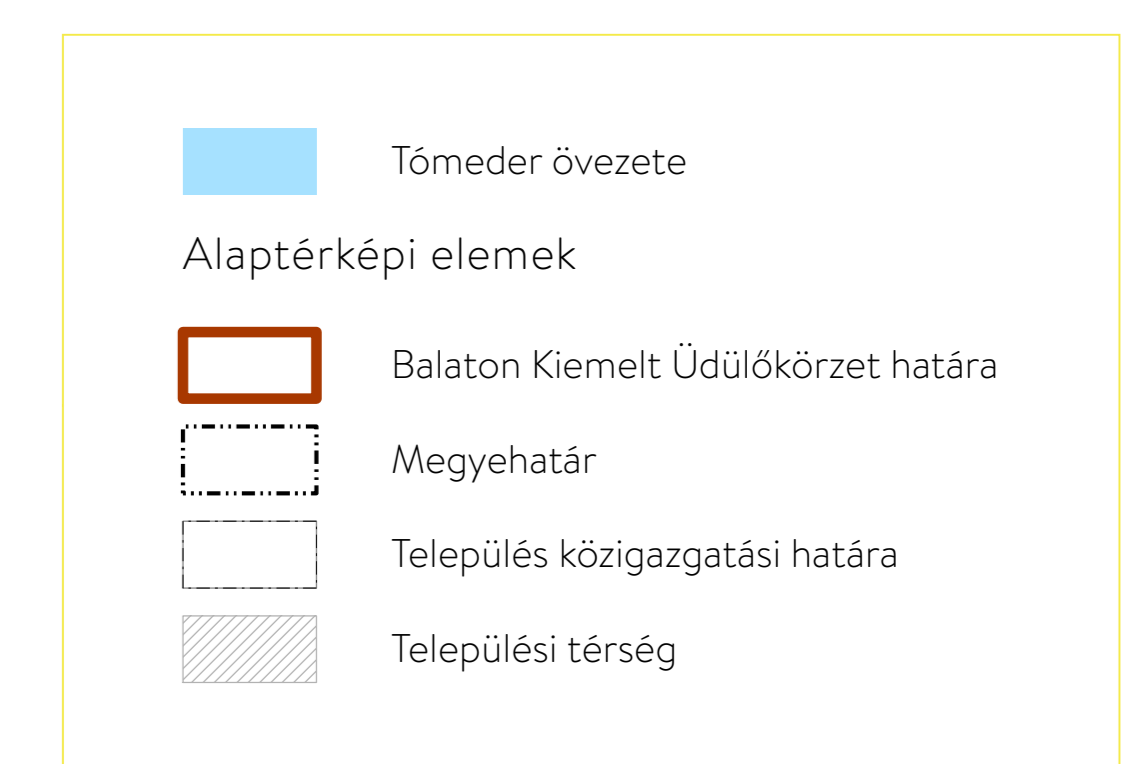 Tómeder övezete
Alaptérképi elemek
Balaton Kiemelt Üdülőkörzet határa
Megyehatár
Település közigazgatási határa
Települési térség